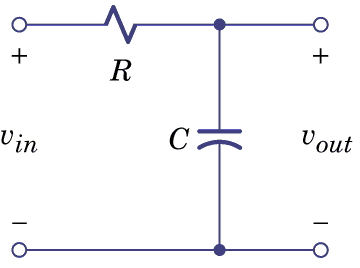 + R +
v_in C v_out
− −